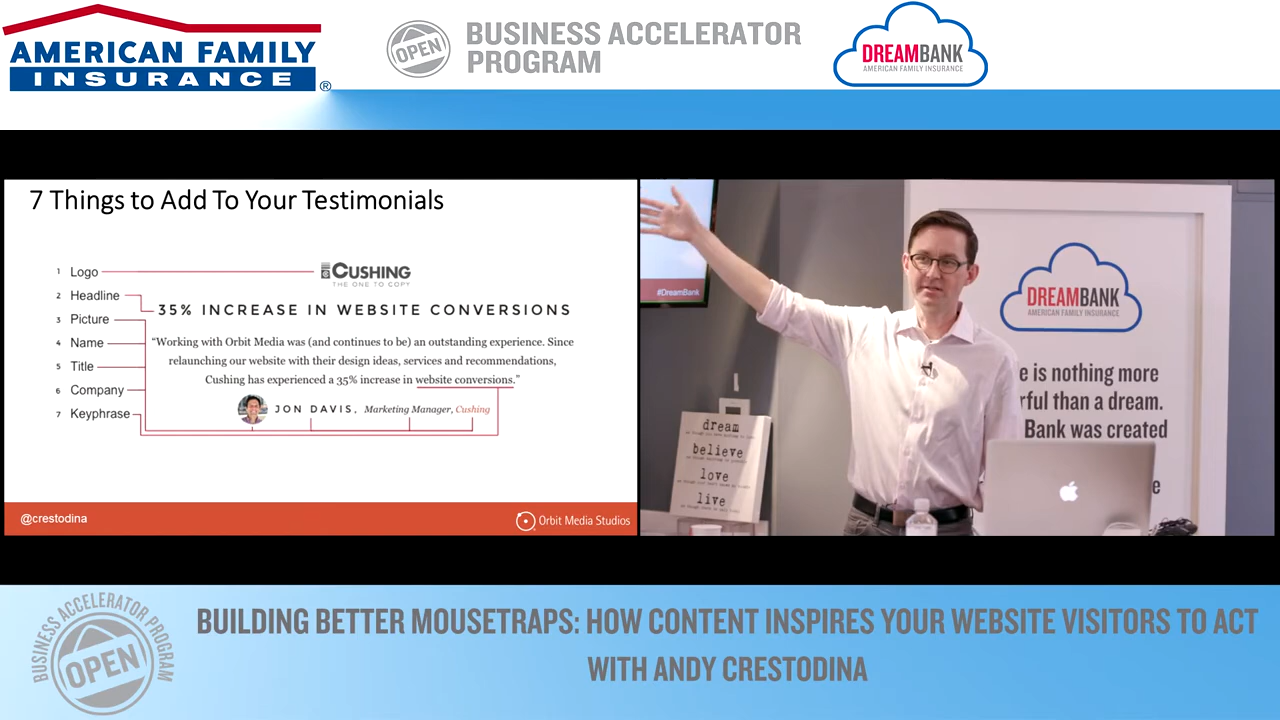 AMERICAN FAMILY
INSURANCE ®
OPEN
BUSINESS ACCELERATOR
PROGRAM
DREAMBANK
AMERICAN FAMILY INSURANCE
7 Things to Add To Your Testimonials
1 Logo
2 Headline
3 Picture
4 Name
5 Title
6 Company
7 Keyphrase
CUSHING
THE ONE TO COPY
35% INCREASE IN WEBSITE CONVERSIONS
“Working with Orbit Media was (and continues to be) an outstanding experience. Since
relaunching our website with their design ideas, services and recommendations,
Cushing has experienced a 35% increase in website conversions.”
JON DAVIS, Marketing Manager, Cushing
@crestodina
Orbit Media Studios
#DreamBank
dream
believe
love
live
DREAMBANK
AMERICAN FAMILY INSURANCE
e is nothing more
rful than a dream.
Bank was created
e
BUSINESS ACCELERATOR PROGRAM
OPEN
BUILDING BETTER MOUSETRAPS: HOW CONTENT INSPIRES YOUR WEBSITE VISITORS TO ACT
WITH ANDY CRESTODINA